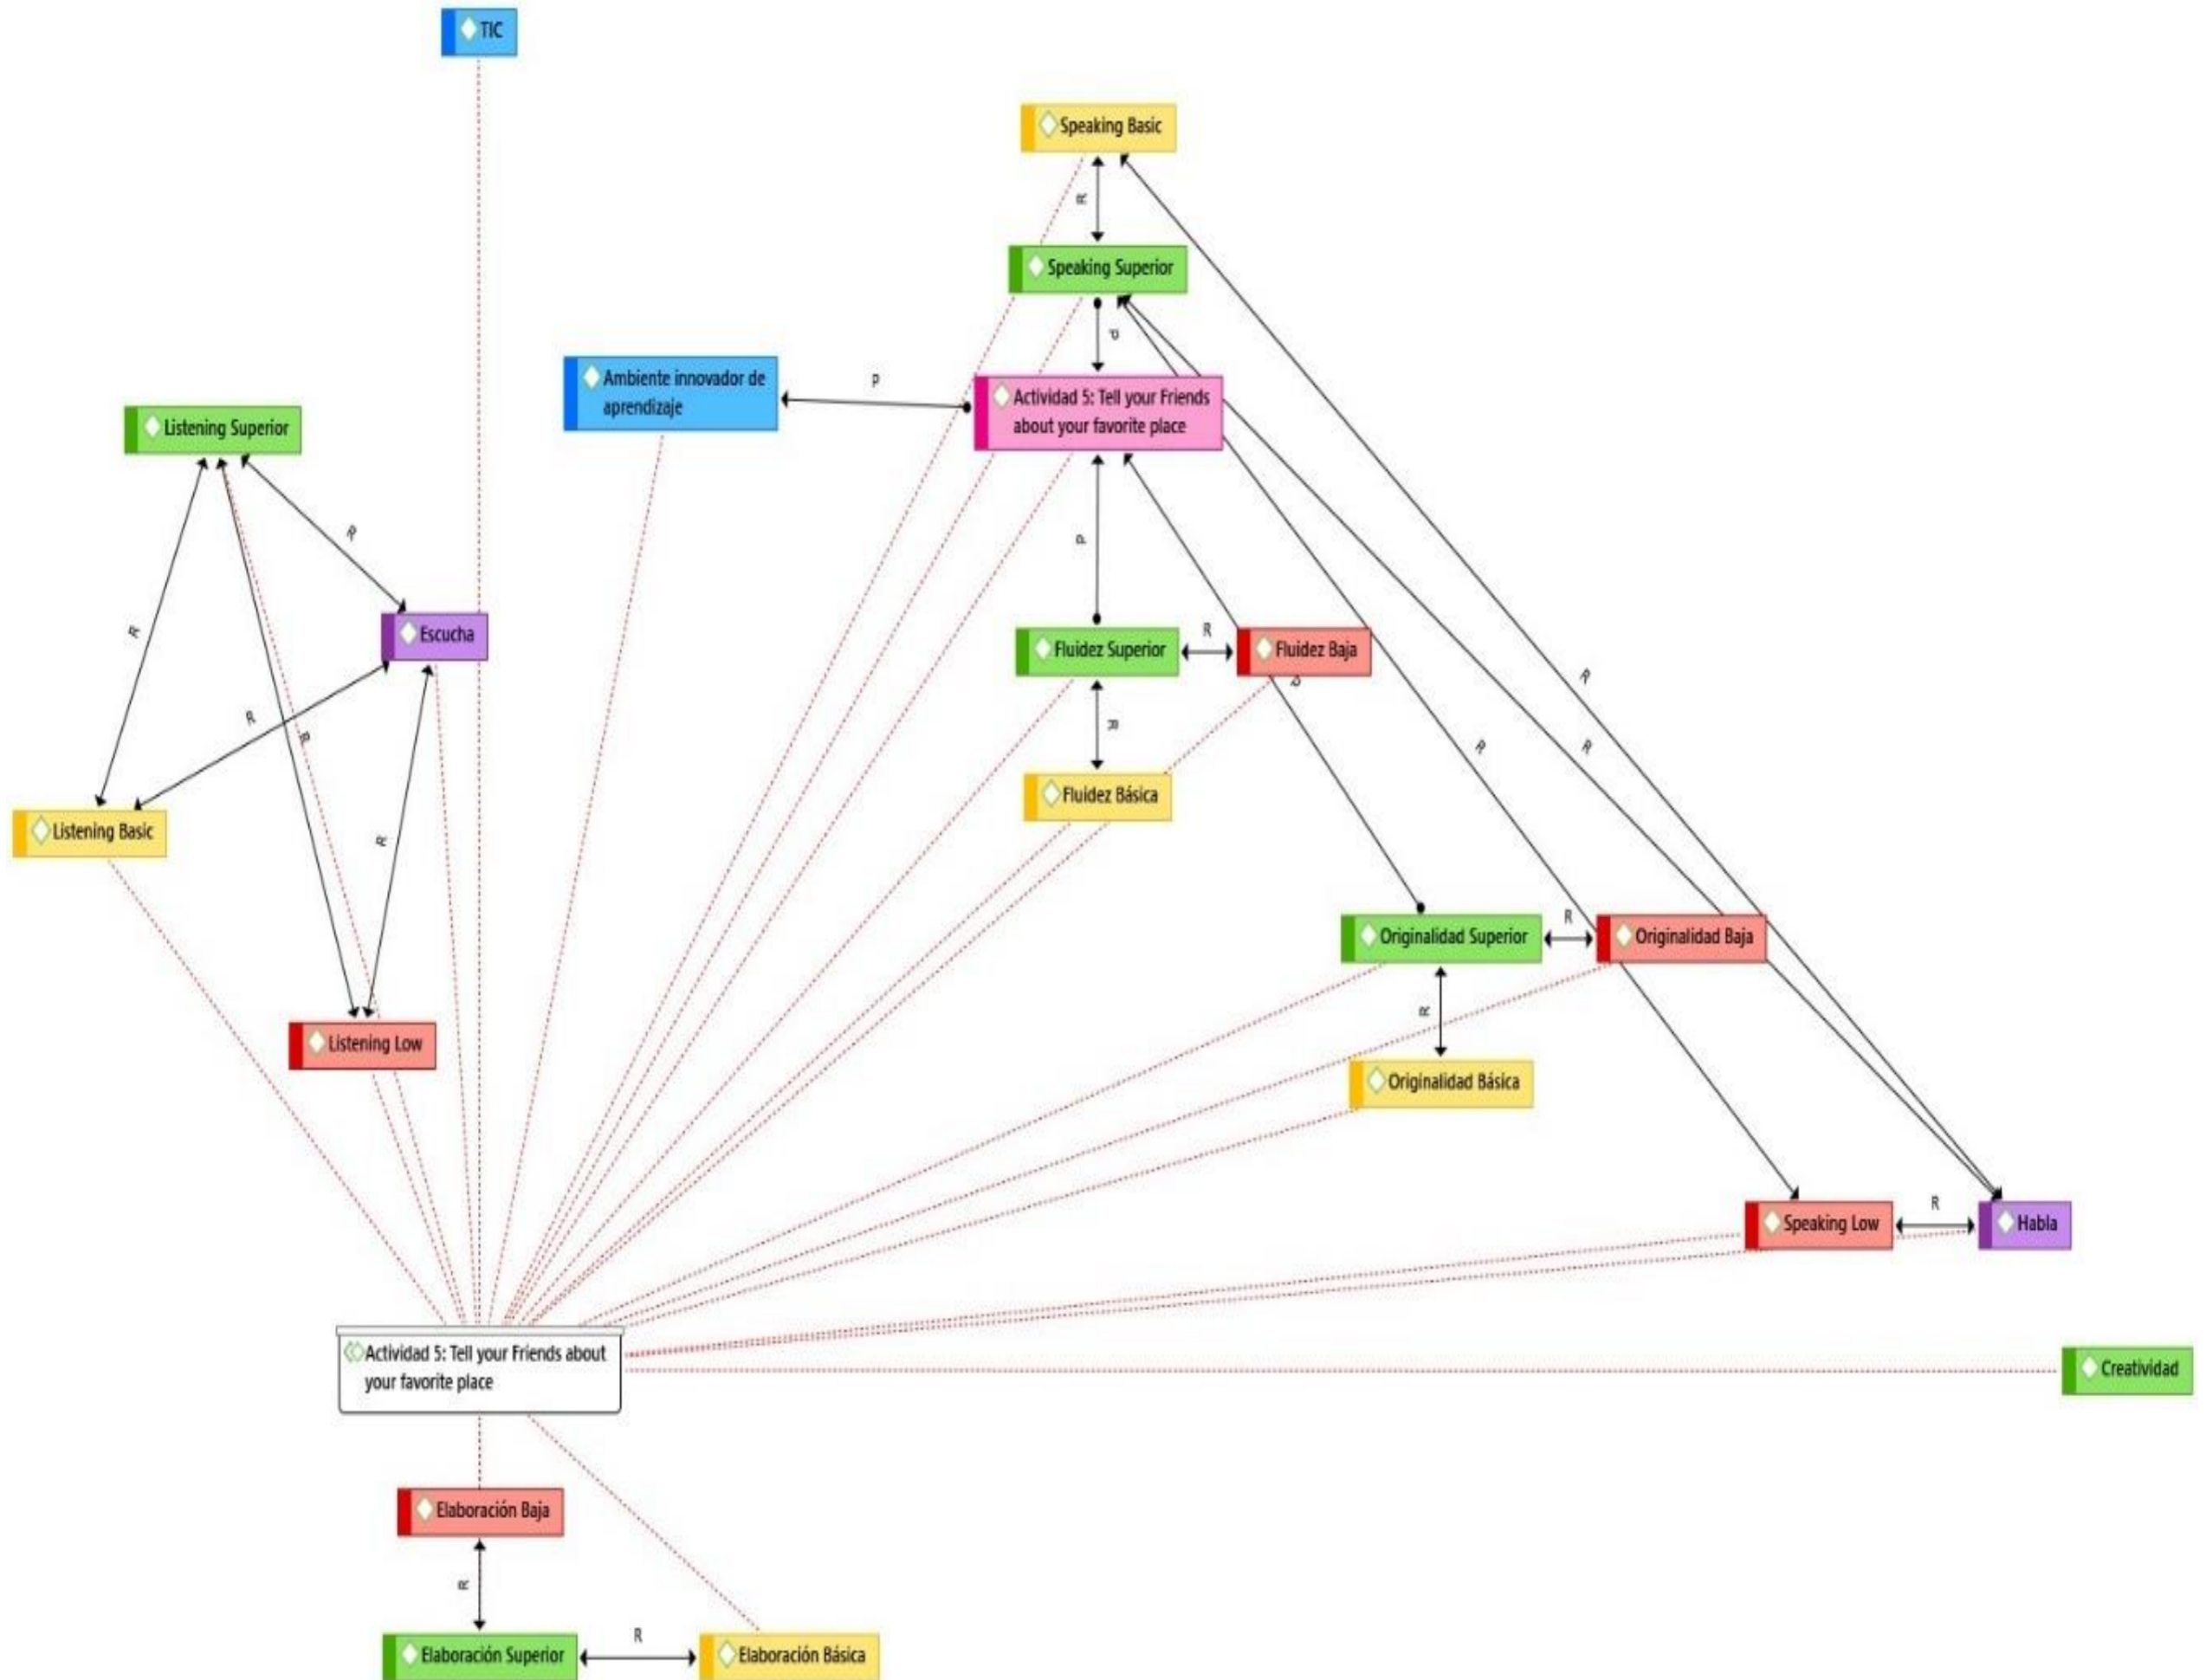 TIC
Speaking Basic
R
Speaking Superior
P
Ambiente innovador de
aprendizaje
P
Actividad 5: Tell your Friends
about your favorite place
Listening Superior
R
P
R
Escucha
Fluidez Superior
R
Fluidez Baja
P
R
R
R
R
R
R
R
Fluidez Básica
Listening Basic
R
Originalidad Superior
R
Originalidad Baja
R
Listening Low
Originalidad Básica
Speaking Low
R
Habla
Actividad 5: Tell your Friends about
your favorite place
Creatividad
Elaboración Baja
R
Elaboración Superior
R
Elaboración Básica